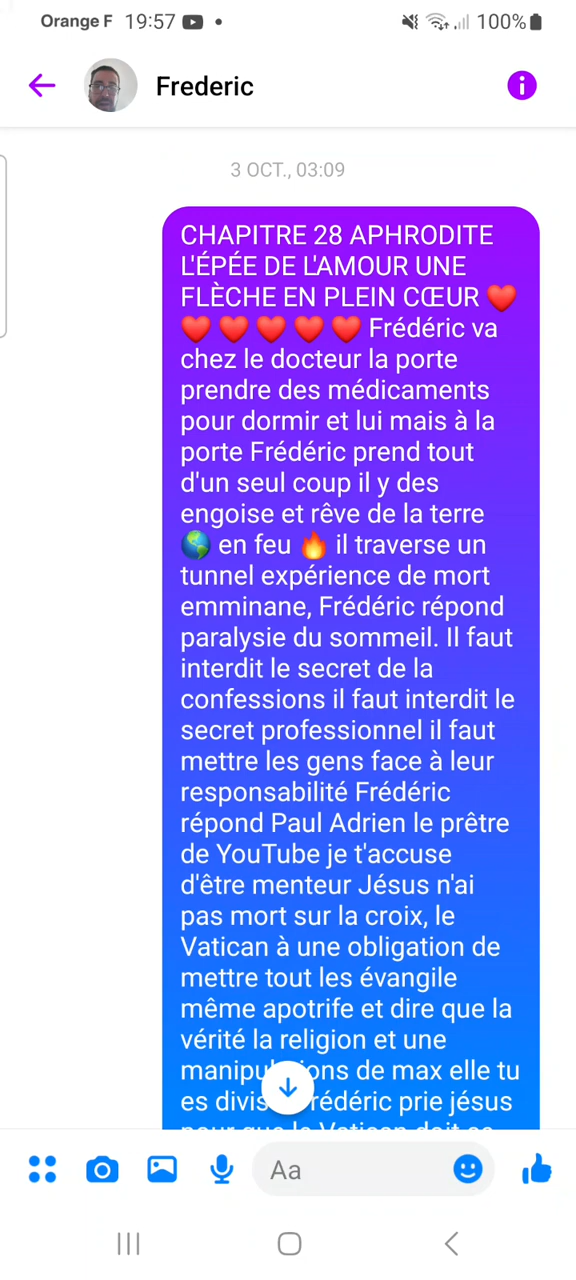 Orange F 19:57
100%
Frederic
3 OCT., 03:09
CHAPITRE 28 APHRODITE
L'ÉPÉE DE L'AMOUR UNE
FLÈCHE EN PLEIN CŒUR ❤️
❤️ ❤️ ❤️ ❤️ ❤️ Frédéric va
chez le docteur la porte
prendre des médicaments
pour dormir et lui mais à la
porte Frédéric prend tout
d'un seul coup il y des
engoise et rêve de la terre
🌎 en feu 🔥 il traverse un
tunnel expérience de mort
emminane, Frédéric répond
paralysie du sommeil. Il faut
interdit le secret de la
confessions il faut interdit le
secret professionnel il faut
mettre les gens face à leur
responsabilité Frédéric
répond Paul Adrien le prêtre
de YouTube je t'accuse
d'être menteur Jésus n'ai
pas mort sur la croix, le
Vatican à une obligation de
mettre tout les évangile
même apotrife et dire que la
vérité la religion et une
de max elle tu
es prie jésus
Aa